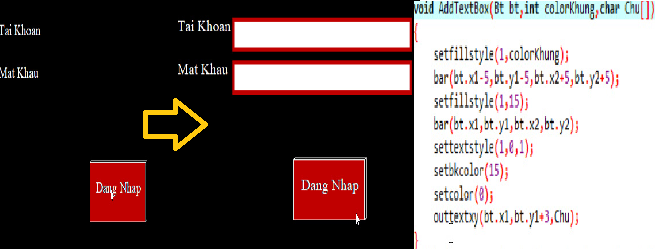 Tai Khoan
Mat Khau
Dang Nhap
Tai Khoan
Mat Khau
Dang Nhap
void AddTextBox(Bt bt,int colorKhung,char Chu[])
{
setfillstyle(1,colorKhung);
bar(bt.x1-5,bt.y1-5,bt.x2+5,bt.y2+5);
setfillstyle(1,15);
bar(bt.x1,bt.y1,bt.x2,bt.y2);
settextstyle(1,0,1);
setbkcolor(15);
setcolor(0);
outtextxy(bt.x1,bt.y1+3,Chu);
}